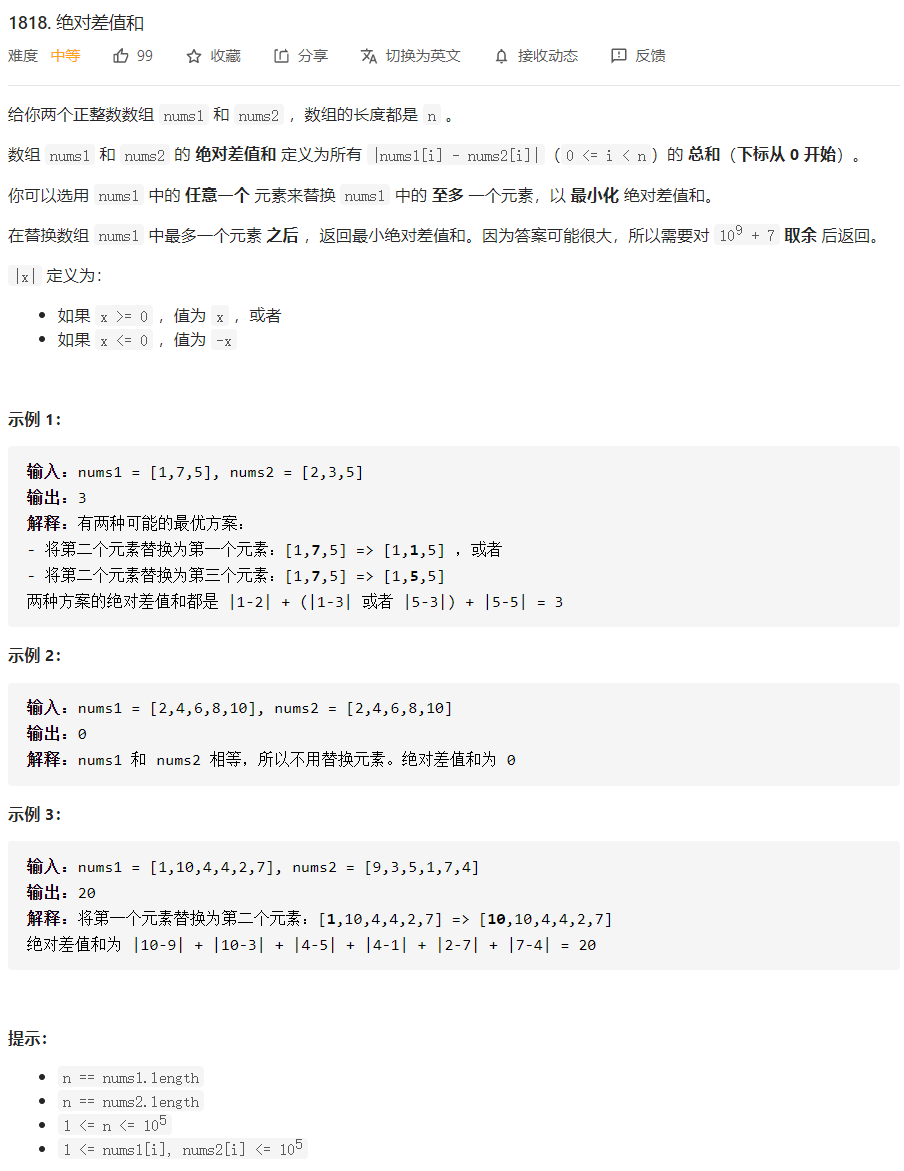 1818. 绝对差值和
难度 中等 99 收藏 分享 切换为英文 接收动态 反馈
给你两个正整数数组 nums1 和 nums2 ，数组的长度都是 n 。
数组 nums1 和 nums2 的 绝对差值和 定义为所有 |nums1[i] - nums2[i]| （ 0 <= i < n ）的 总和（下标从 0 开始）。
你可以选用 nums1 中的 任意一个 元素来替换 nums1 中的 至多 一个元素，以 最小化 绝对差值和。
在替换数组 nums1 中最多一个元素 之后 ，返回最小绝对差值和。因为答案可能很大，所以需要对 10⁹ + 7 取余 后返回。
|x| 定义为：
• 如果 x >= 0 ，值为 x ，或者
• 如果 x <= 0 ，值为 -x
示例 1：
输入：nums1 = [1,7,5], nums2 = [2,3,5]
输出：3
解释：有两种可能的最优方案：
- 将第二个元素替换为第一个元素：[1,7,5] => [1,1,5] ，或者
- 将第二个元素替换为第三个元素：[1,7,5] => [1,5,5]
两种方案的绝对差值和都是 |1-2| + (|1-3| 或者 |5-3|) + |5-5| = 3
示例 2：
输入：nums1 = [2,4,6,8,10], nums2 = [2,4,6,8,10]
输出：0
解释：nums1 和 nums2 相等，所以不用替换元素。绝对差值和为 0
示例 3：
输入：nums1 = [1,10,4,4,2,7], nums2 = [9,3,5,1,7,4]
输出：20
解释：将第一个元素替换为第二个元素：[1,10,4,4,2,7] => [10,10,4,4,2,7]
绝对差值和为 |10-9| + |10-3| + |4-5| + |4-1| + |2-7| + |7-4| = 20
提示：
• n == nums1.length
• n == nums2.length
• 1 <= n <= 10⁵
• 1 <= nums1[i], nums2[i] <= 10⁵